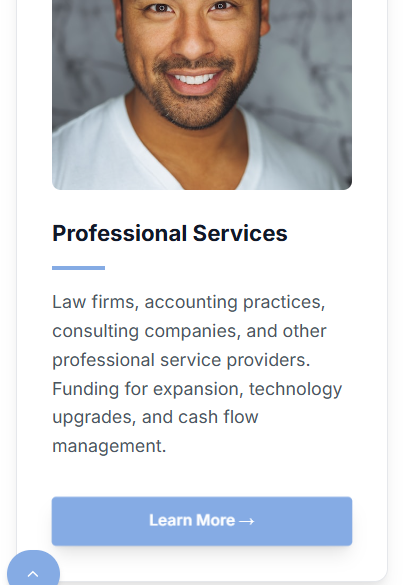 Professional Services
Law firms, accounting practices,
consulting companies, and other
professional service providers.
Funding for expansion, technology
upgrades, and cash flow
management.
Learn More →